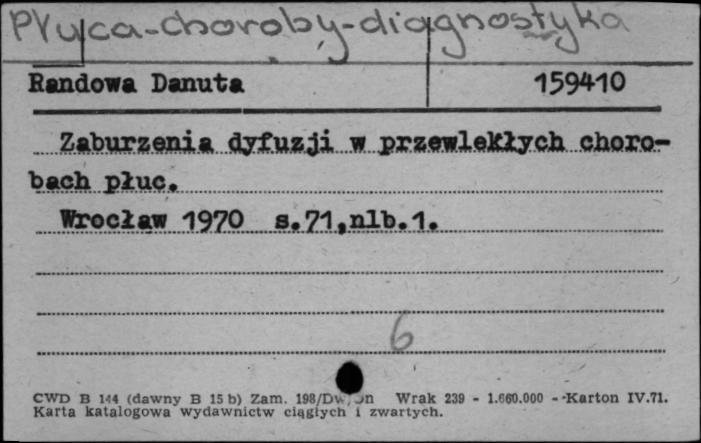 Płuca-choroby-diagnostyka
Randowa Danuta 159410
Zaburzenia dyfuzji w przewlekłych choro-
bach płuc.
Wrocław 1970 s.71,nlb.1.
6
CWD B 144 (dawny B 15 b) Zam. 198/ Wrak 239 - 1.660.000 - Karton IV.71.
Karta katalogowa wydawnictw ciągłych i zwartych.